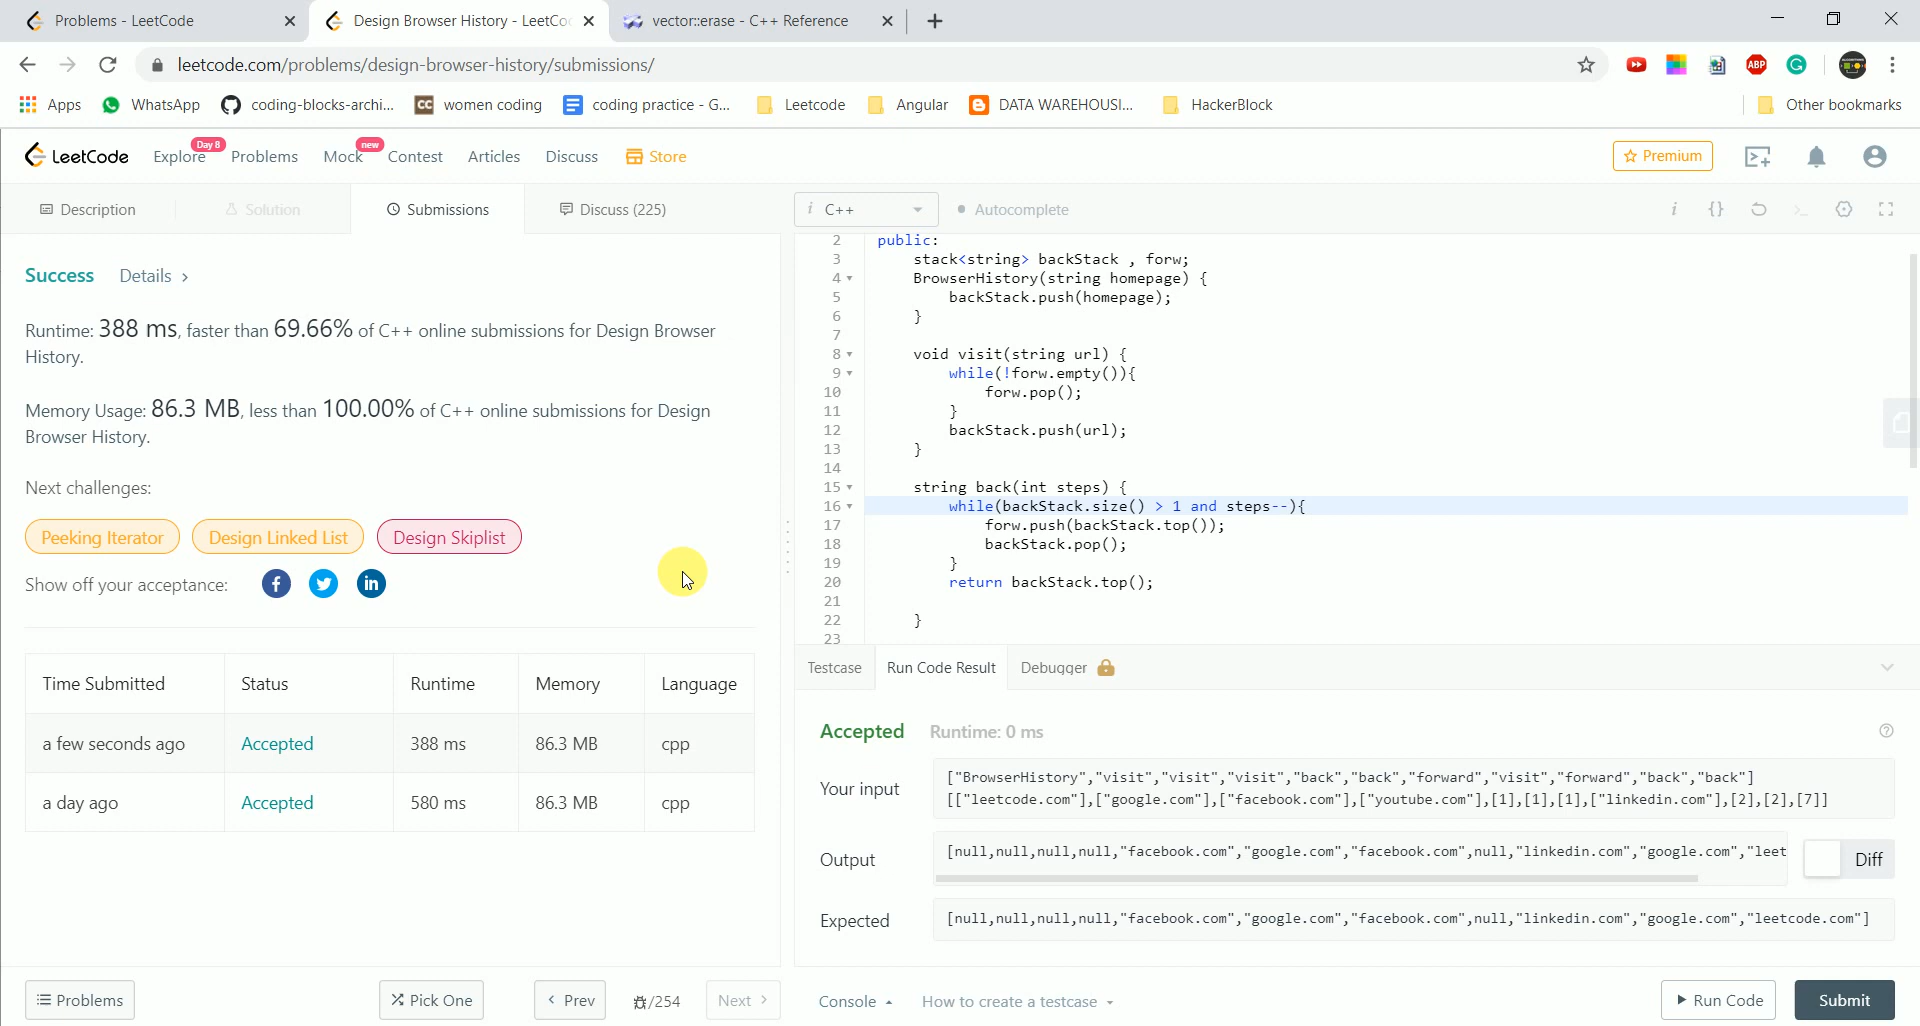 Problems - LeetCode
Design Browser History - LeetCo
vector::erase - C++ Reference
leetcode.com/problems/design-browser-history/submissions/
ABP
Apps
WhatsApp
coding-blocks-archi...
CC women coding
coding practice - G...
Leetcode
Angular
DATA WAREHOUSI...
HackerBlock
Other bookmarks
LeetCode
Explore
Day 8
Problems
Mock
new
Contest
Articles
Discuss
Store
Premium
Description
Solution
Submissions
Discuss (225)
i C++
Autocomplete
Success Details >
Runtime: 388 ms, faster than 69.66% of C++ online submissions for Design Browser
History.
Memory Usage: 86.3 MB, less than 100.00% of C++ online submissions for Design
Browser History.
Next challenges:
Peeking Iterator
Design Linked List
Design Skiplist
Show off your acceptance:
Time Submitted Status Runtime Memory Language
a few seconds ago Accepted 388 ms 86.3 MB cpp
a day ago Accepted 580 ms 86.3 MB cpp
2 public:
3 stack<string> backStack , forw;
4 BrowserHistory(string homepage) {
5 backStack.push(homepage);
6 }
7
8 void visit(string url) {
9 while(!forw.empty()){
10 forw.pop();
11 }
12 backStack.push(url);
13 }
14
15 string back(int steps) {
16 while(backStack.size() > 1 and steps--){
17 forw.push(backStack.top());
18 backStack.pop();
19 }
20 return backStack.top();
21
22 }
23
Testcase
Run Code Result
Debugger
Accepted Runtime: 0 ms
Your input
["BrowserHistory","visit","visit","visit","back","back","forward","visit","forward","back","back"]
[["leetcode.com"],["google.com"],["facebook.com"],["youtube.com"],[1],[1],[1],["linkedin.com"],[2],[2],[7]]
Output
[null,null,null,null,"facebook.com","google.com","facebook.com",null,"linkedin.com","google.com","leet
Diff
Expected
[null,null,null,null,"facebook.com","google.com","facebook.com",null,"linkedin.com","google.com","leetcode.com"]
Problems
Pick One
Prev
/254
Next
Console
How to create a testcase
Run Code
Submit